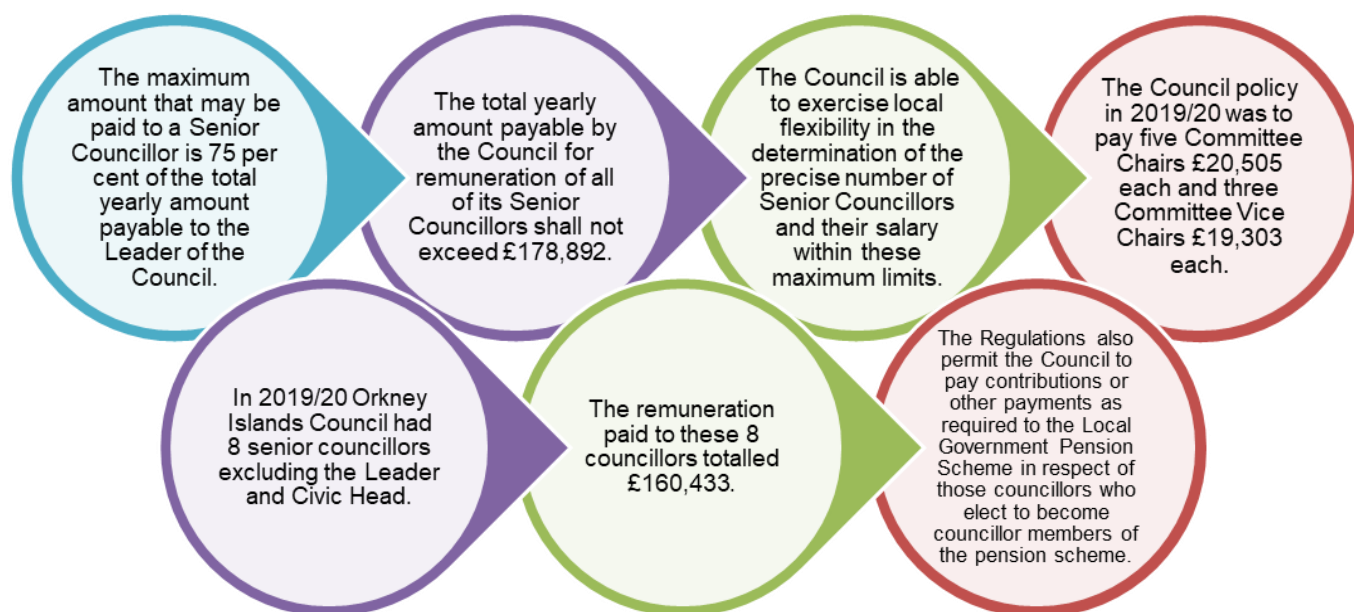 The maximum
amount that may be
paid to a Senior
Councillor is 75 per
cent of the total
yearly amount
payable to the
Leader of the
Council.
The total yearly
amount payable by
the Council for
remuneration of all
of its Senior
Councillors shall not
exceed £178,892.
The Council is able
to exercise local
flexibility in the
determination of the
precise number of
Senior Councillors
and their salary
within these
maximum limits.
The Council policy
in 2019/20 was to
pay five Committee
Chairs £20,505
each and three
Committee Vice
Chairs £19,303
each.
In 2019/20 Orkney
Islands Council had
8 senior councillors
excluding the Leader
and Civic Head.
The remuneration
paid to these 8
councillors totalled
£160,433.
The Regulations also
permit the Council to
pay contributions or
other payments as
required to the Local
Government Pension
Scheme in respect of
those councillors who
elect to become
councillor members of
the pension scheme.